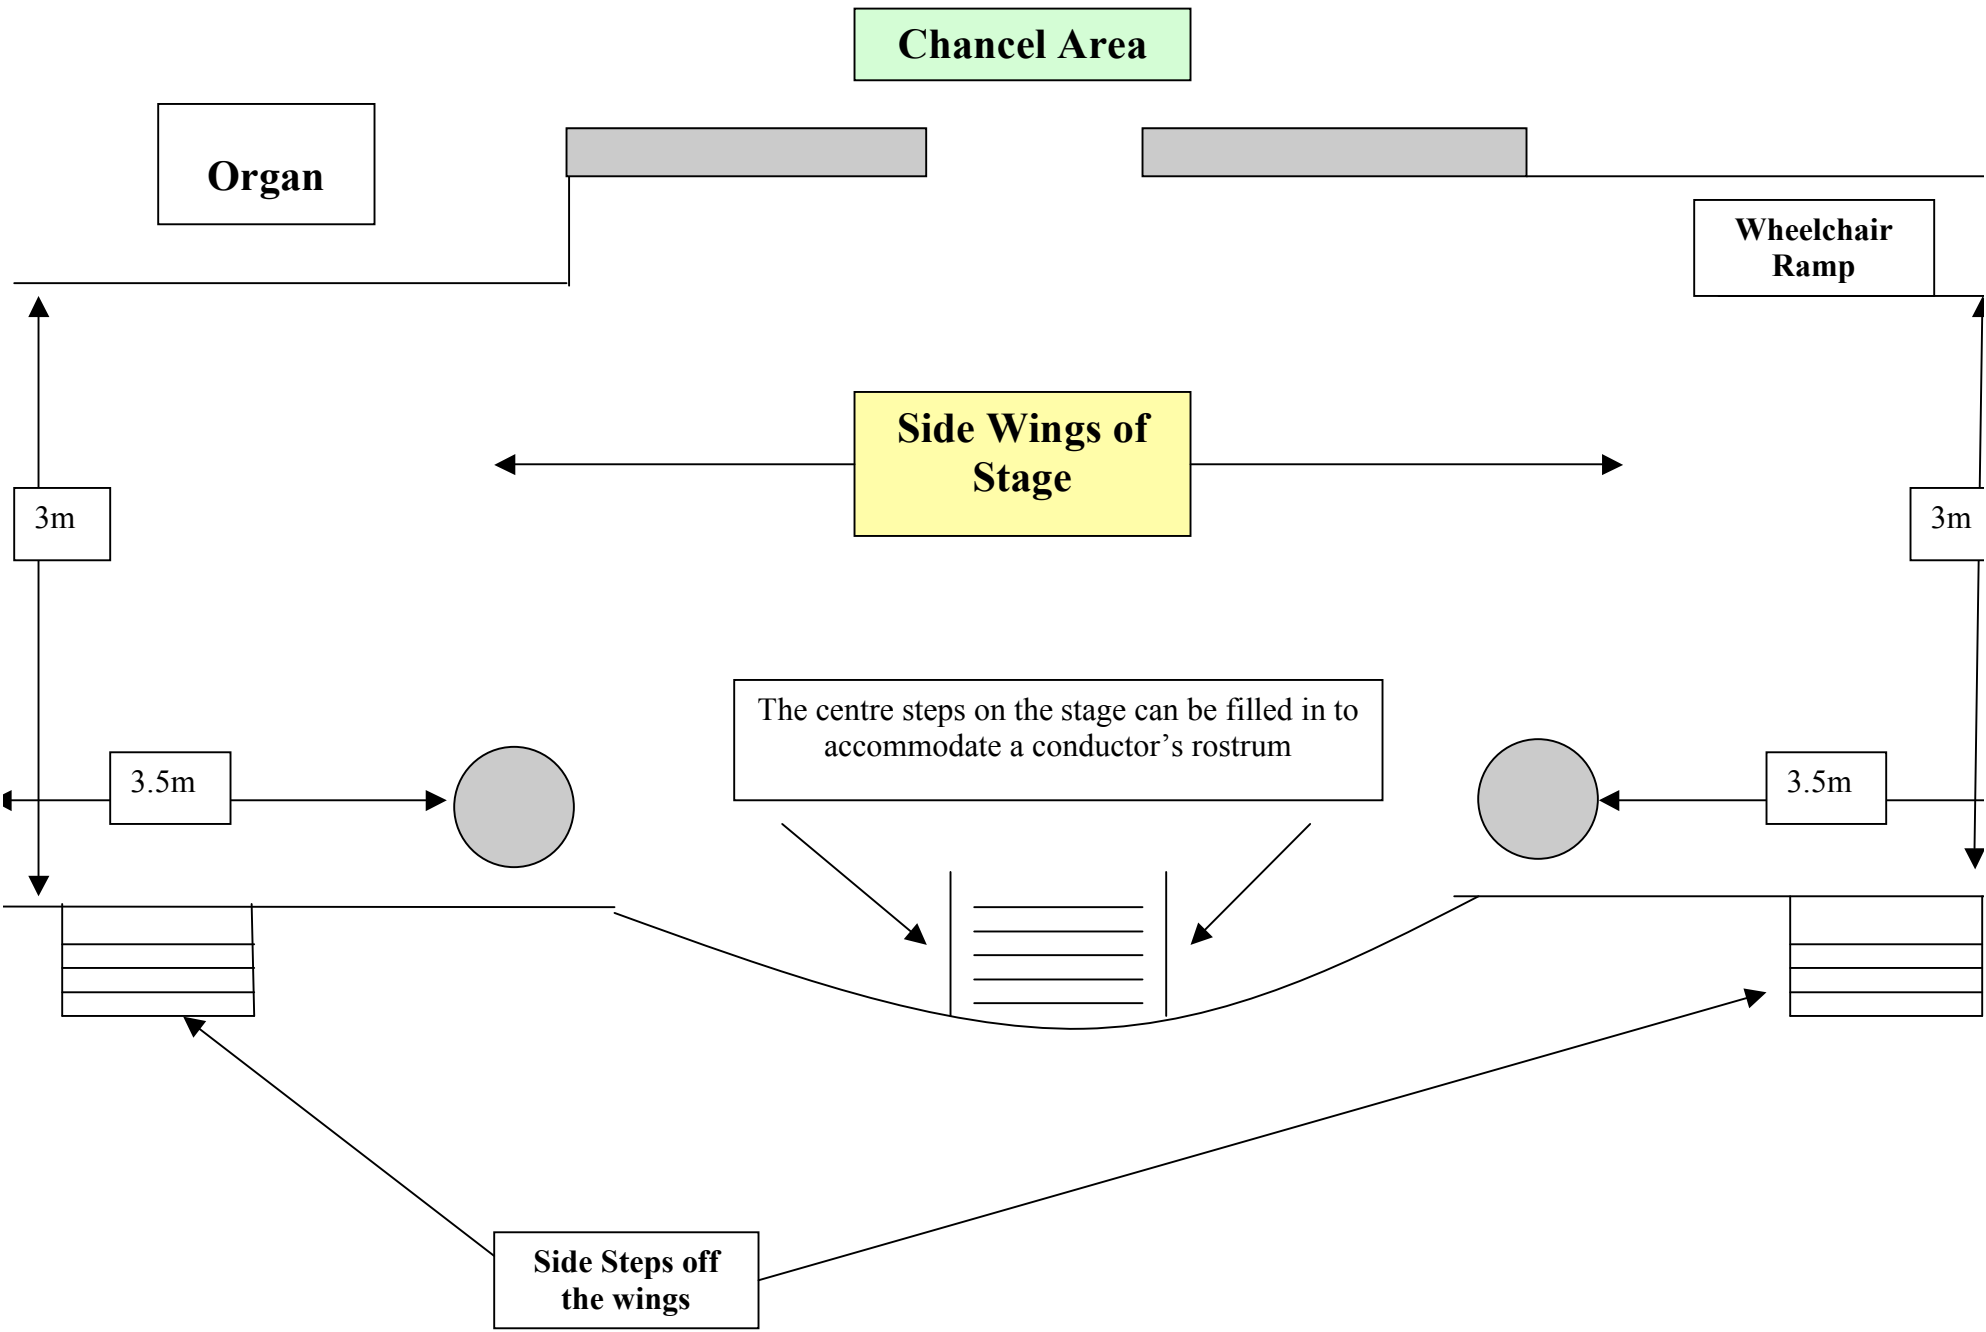 Chancel Area
Organ
Wheelchair
Ramp
Side Wings of
Stage
3m
3m
The centre steps on the stage can be filled in to
accommodate a conductor’s rostrum
3.5m
3.5m
Side Steps off
the wings